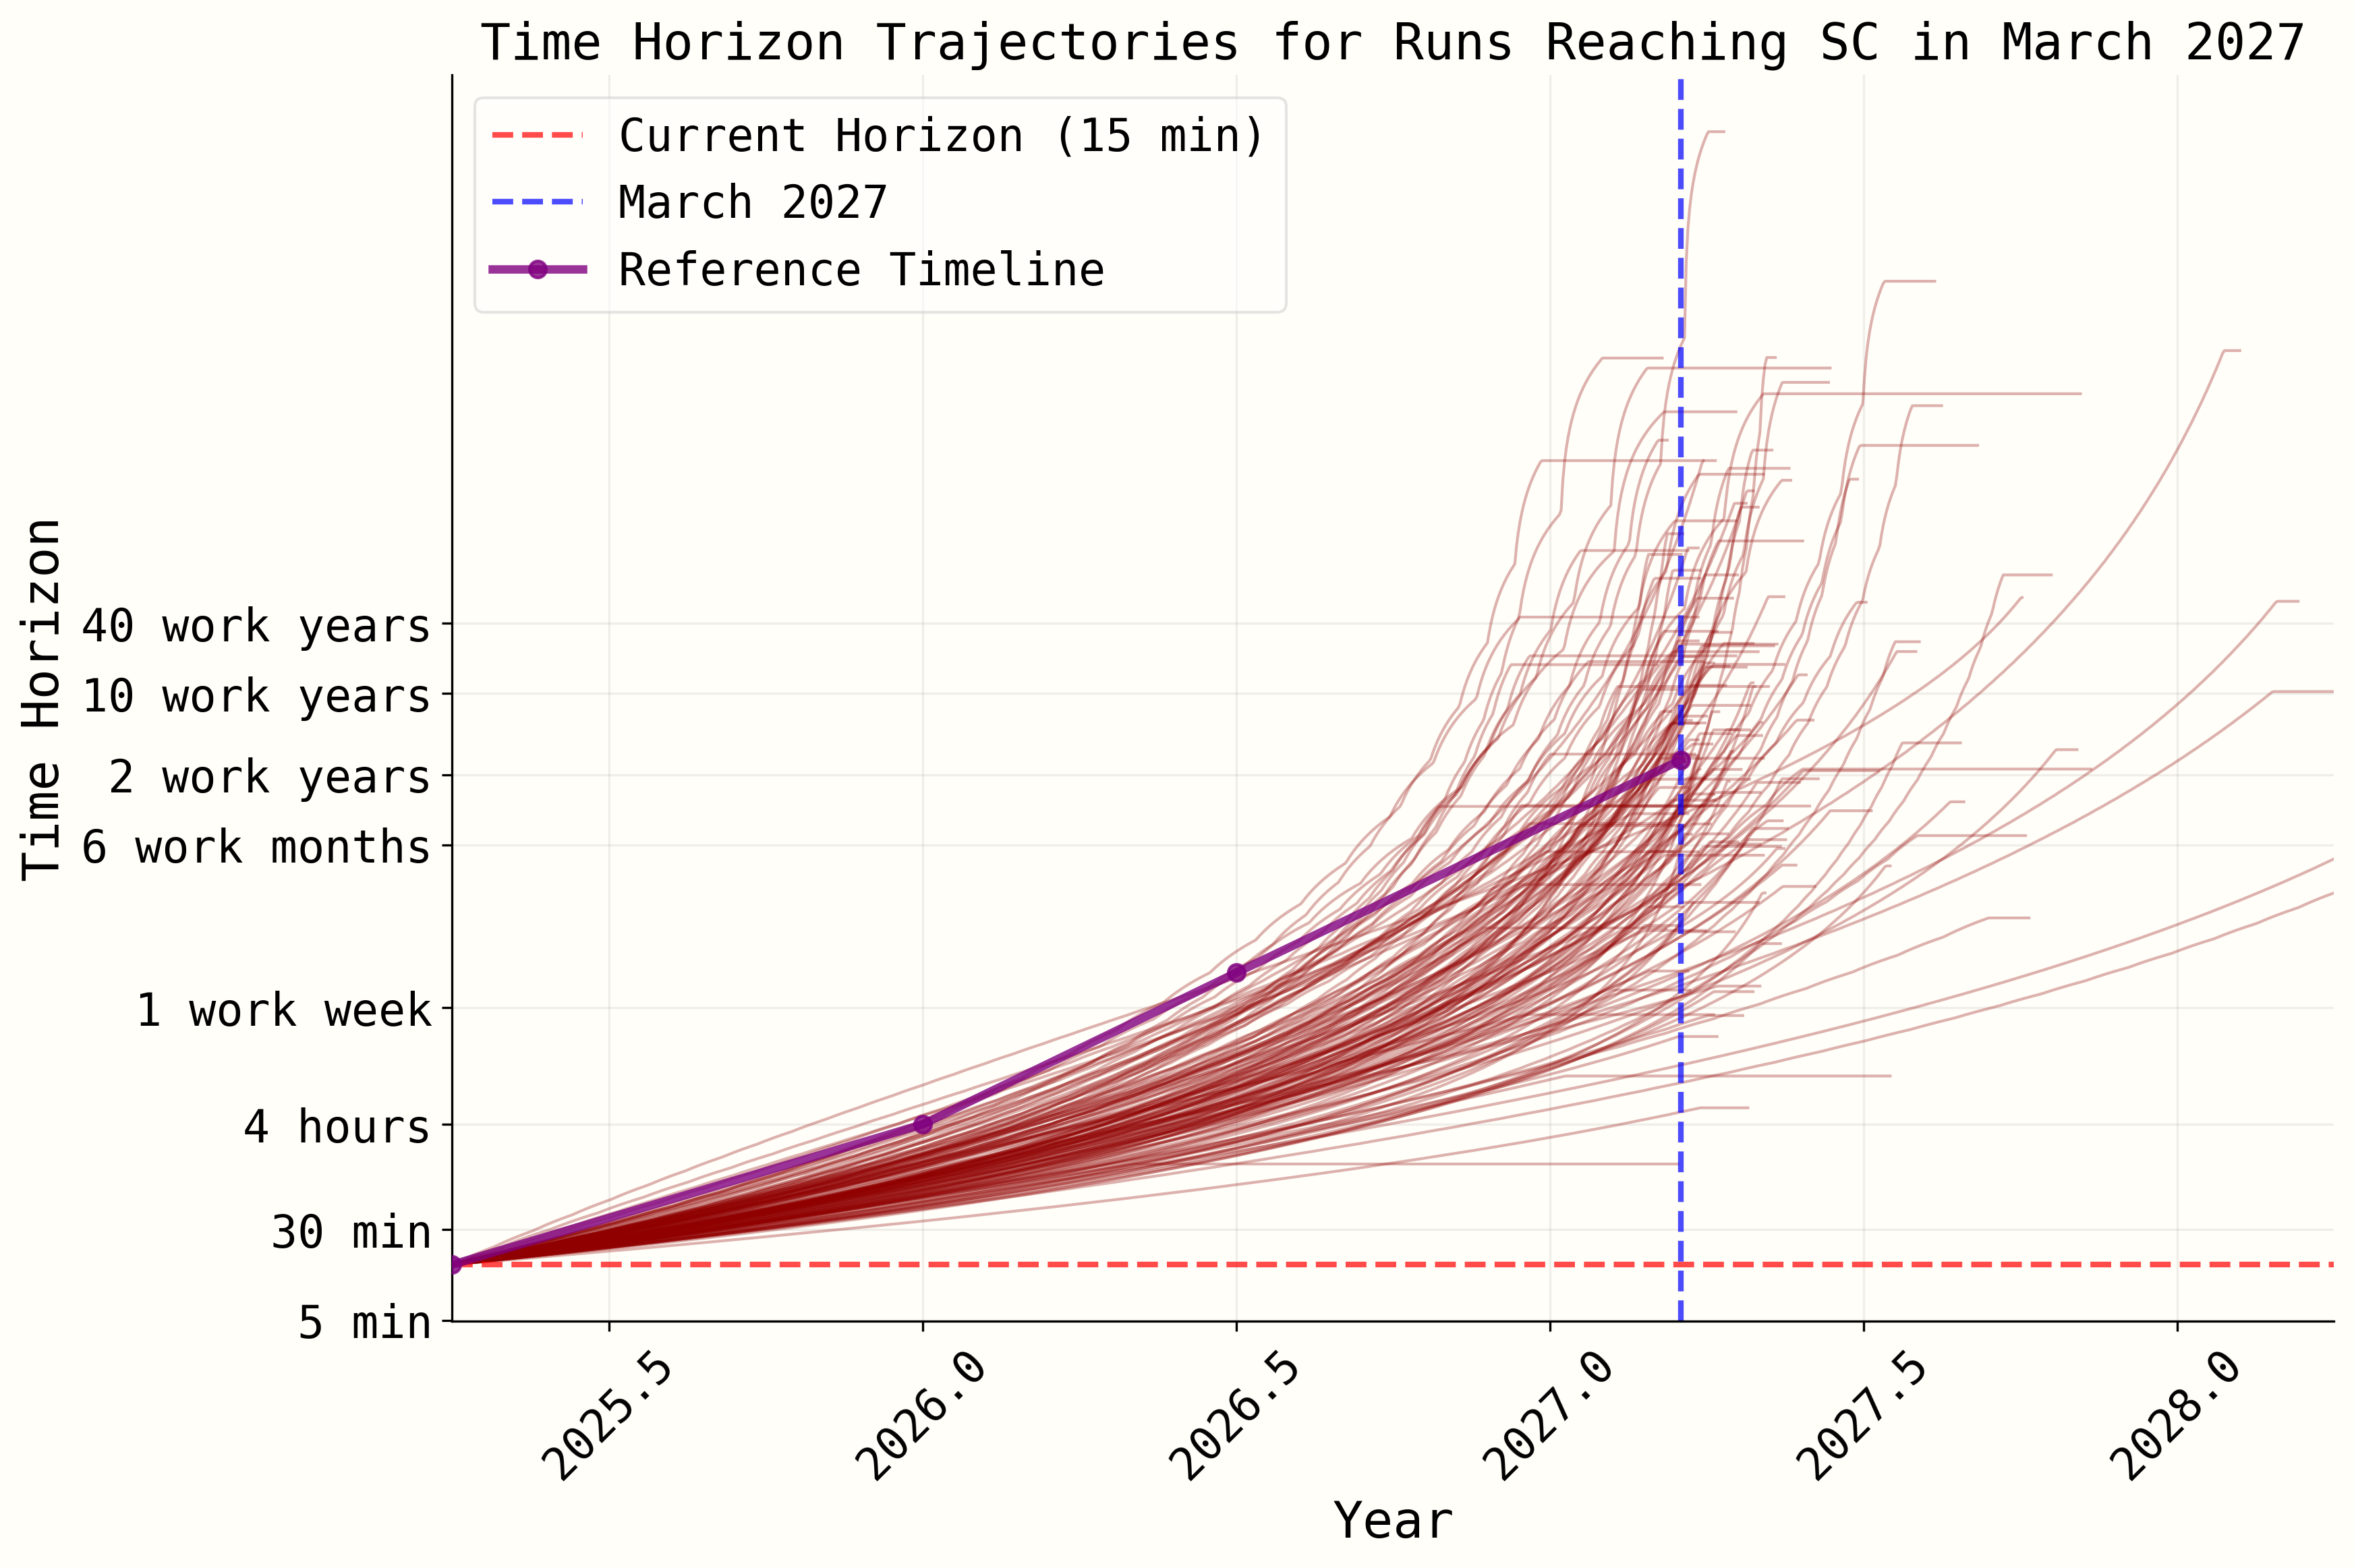 Time Horizon Trajectories for Runs Reaching SC in March 2027
Current Horizon (15 min)
March 2027
Reference Timeline
Time Horizon
40 work years
10 work years
2 work years
6 work months
1 work week
4 hours
30 min
5 min
2025.5
2026.0
2026.5
2027.0
2027.5
2028.0
Year